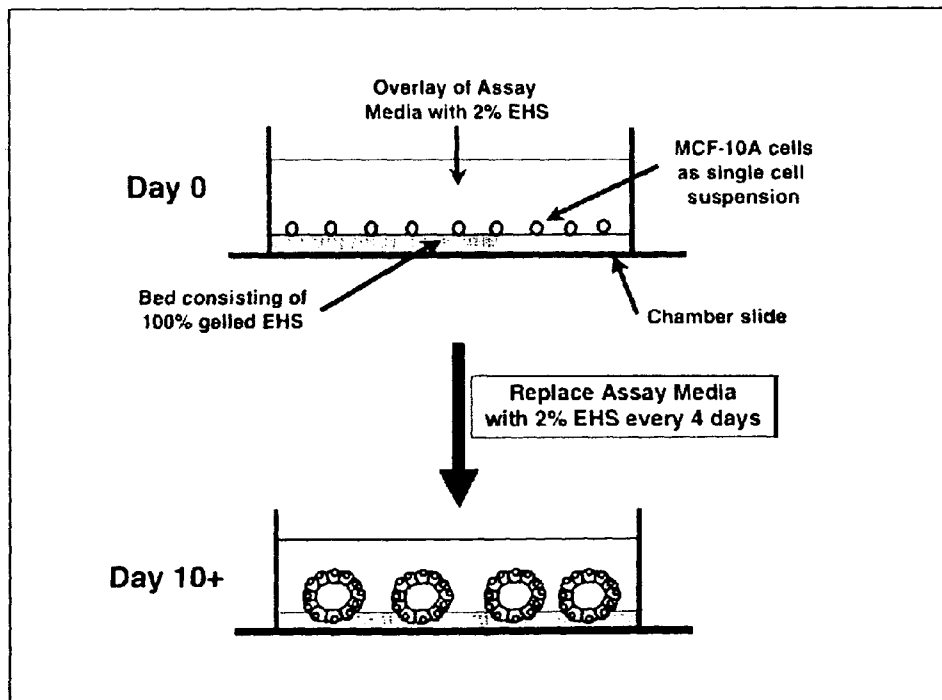 Overlay of Assay
Media with 2% EHS
Day 0
MCF-10A cells
as single cell
suspension
Bed consisting of
100% gelled EHS
Chamber slide
Replace Assay Media
with 2% EHS every 4 days
Day 10+